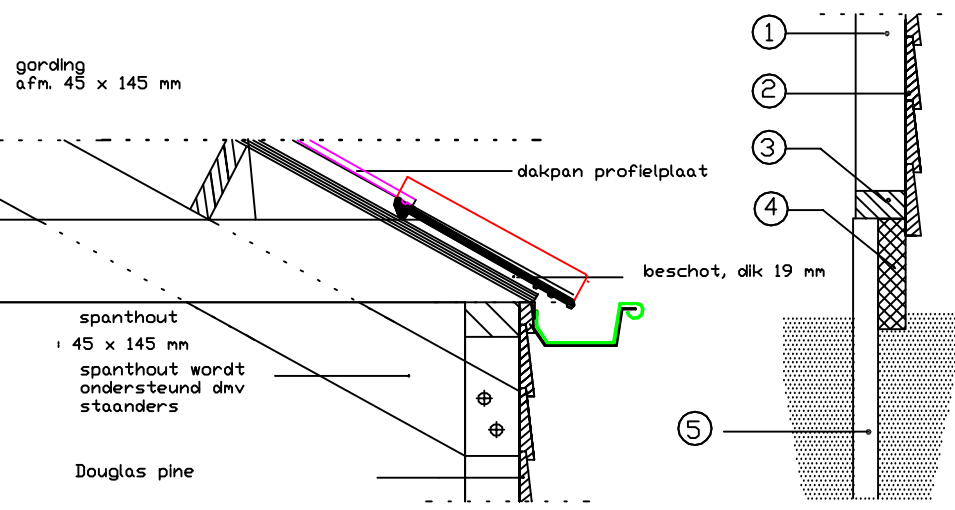 gording
afm. 45 x 145 mm
dakpan profielplaat
beschot, dik 19 mm
spanthout
: 45 x 145 mm
spanthout wordt
ondersteund dmv
staanders
Douglas pine
1
2
3
4
5